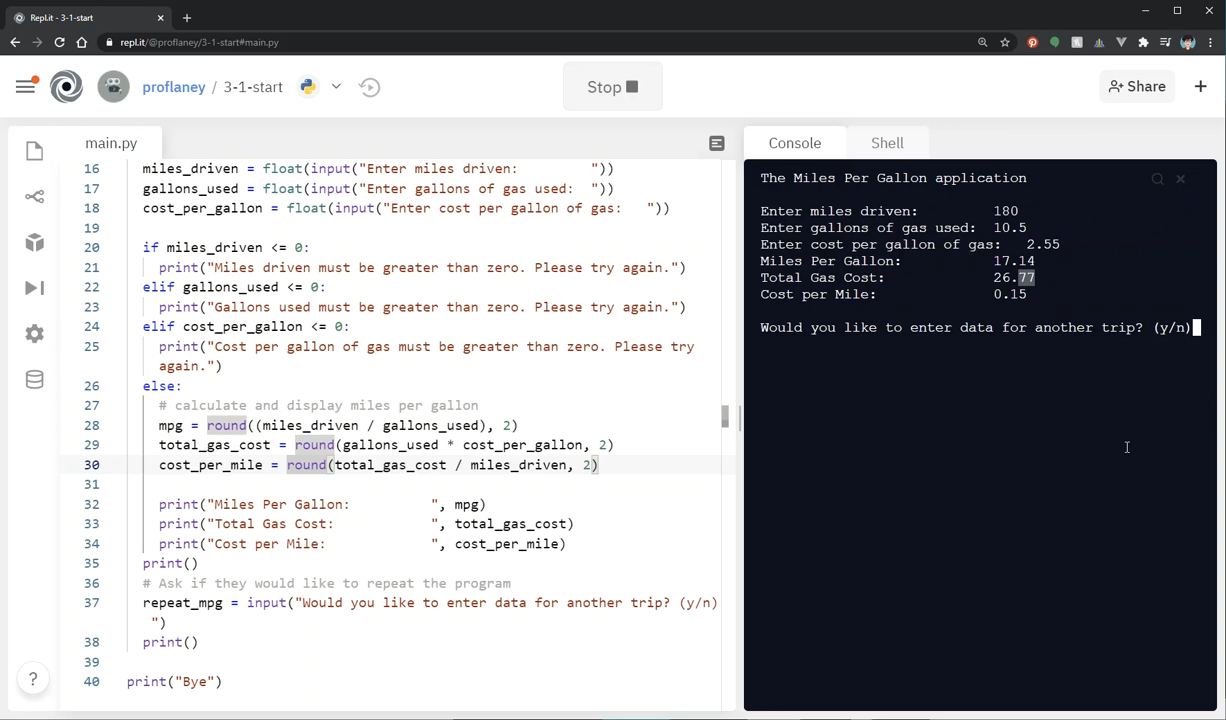 Repl.it - 3-1-start
repl.it/@proflaney/3-1-start#main.py
proflaney / 3-1-start
Stop
Share
main.py
16 miles_driven = float(input("Enter miles driven:         "))
17 gallons_used = float(input("Enter gallons of gas used:  "))
18 cost_per_gallon = float(input("Enter cost per gallon of gas:   "))
19
20 if miles_driven <= 0:
21 print("Miles driven must be greater than zero. Please try again.")
22 elif gallons_used <= 0:
23 print("Gallons used must be greater than zero. Please try again.")
24 elif cost_per_gallon <= 0:
25 print("Cost per gallon of gas must be greater than zero. Please try
again.")
26 else:
27 # calculate and display miles per gallon
28 mpg = round((miles_driven / gallons_used), 2)
29 total_gas_cost = round(gallons_used * cost_per_gallon, 2)
30 cost_per_mile = round(total_gas_cost / miles_driven, 2)
31
32 print("Miles Per Gallon:          ", mpg)
33 print("Total Gas Cost:            ", total_gas_cost)
34 print("Cost per Mile:             ", cost_per_mile)
35 print()
36 # Ask if they would like to repeat the program
37 repeat_mpg = input("Would you like to enter data for another trip? (y/n)
")
38 print()
39
40 print("Bye")
?
Console
Shell
The Miles Per Gallon application
Enter miles driven:         180
Enter gallons of gas used:  10.5
Enter cost per gallon of gas:   2.55
Miles Per Gallon:           17.14
Total Gas Cost:             26.77
Cost per Mile:              0.15
Would you like to enter data for another trip? (y/n)